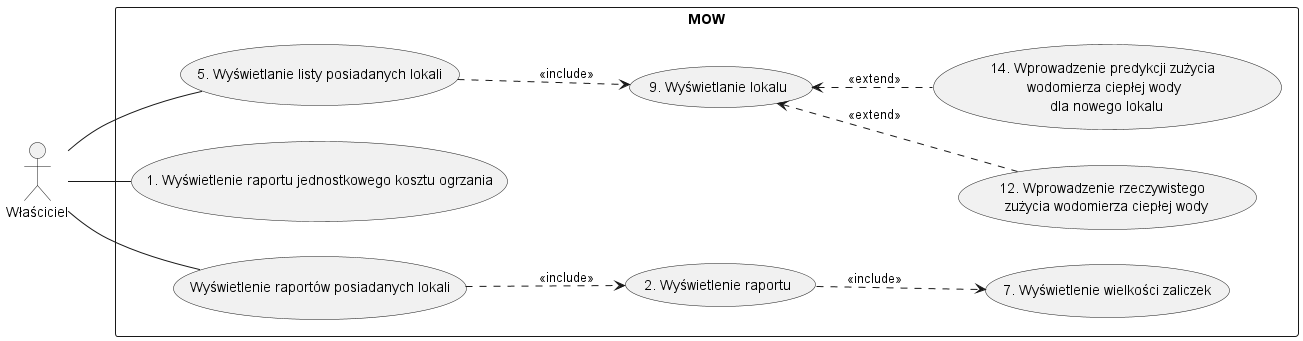 MOW
5. Wyświetlanie listy posiadanych lokali
«include»
9. Wyświetlanie lokalu
«extend»
14. Wprowadzenie predykcji zużycia
wodomierza ciepłej wody
dla nowego lokalu
«extend»
1. Wyświetlenie raportu jednostkowego kosztu ogrzania
12. Wprowadzenie rzeczywistego
zużycia wodomierza ciepłej wody
Właściciel
Wyświetlenie raportów posiadanych lokali
«include»
2. Wyświetlenie raportu
«include»
7. Wyświetlenie wielkości zaliczek